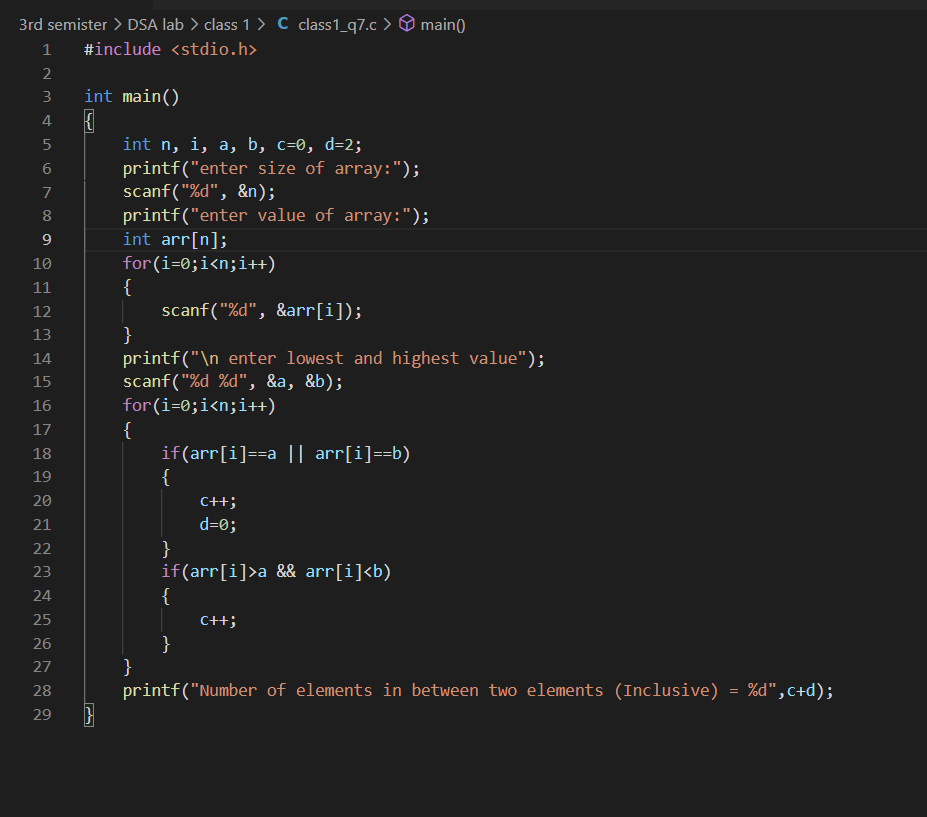 3rd semister > DSA lab > class 1 > C class1_q7.c > main()
1 #include <stdio.h>
2
3 int main()
4 {
5 int n, i, a, b, c=0, d=2;
6 printf("enter size of array:");
7 scanf("%d", &n);
8 printf("enter value of array:");
9 int arr[n];
10 for(i=0;i<n;i++)
11 {
12 scanf("%d", &arr[i]);
13 }
14 printf("\n enter lowest and highest value");
15 scanf("%d %d", &a, &b);
16 for(i=0;i<n;i++)
17 {
18 if(arr[i]==a || arr[i]==b)
19 {
20 c++;
21 d=0;
22 }
23 if(arr[i]>a && arr[i]<b)
24 {
25 c++;
26 }
27 }
28 printf("Number of elements in between two elements (Inclusive) = %d",c+d);
29 }